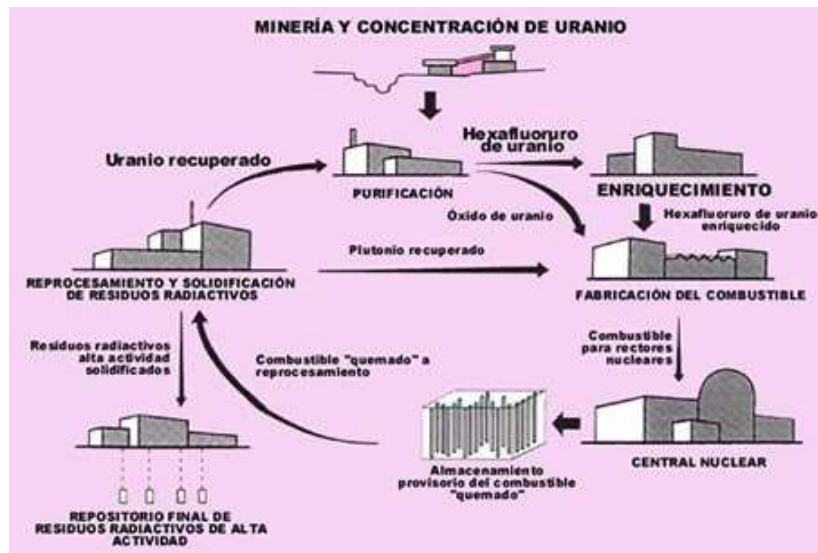 MINERÍA Y CONCENTRACIÓN DE URANIO
Hexafluoruro
de uranio
Uranio recuperado
PURIFICACIÓN
ENRIQUECIMIENTO
Óxido de uranio
Hexafluoruro de uranio
enriquecido
Plutonio recuperado
REPROCESAMIENTO Y SOLIDIFICACIÓN
DE RESIDUOS RADIACTIVOS
FABRICACIÓN DEL COMBUSTIBLE
Residuos radiactivos
alta actividad
solidificados
Combustible "quemado" a
reprocesamiento
Combustible
para rectores
nucleares
CENTRAL NUCLEAR
Almacenamiento
provisorio del combustible
"quemado"
REPOSITORIO FINAL DE
RESIDUOS RADIACTIVOS DE ALTA
ACTIVIDAD